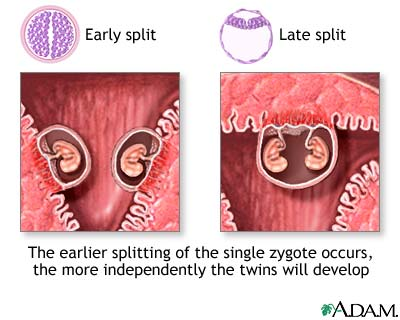 Early split
Late split
The earlier splitting of the single zygote occurs,
the more independently the twins will develop
ADAM.